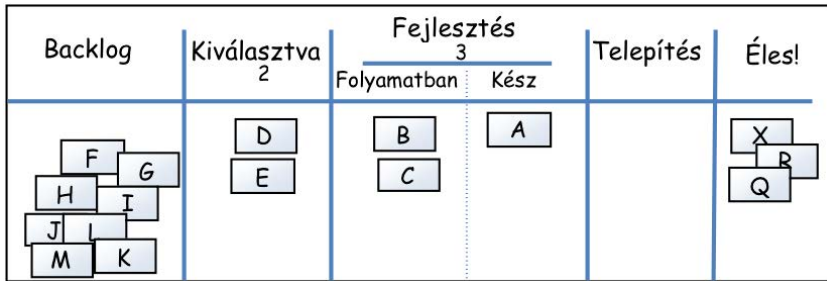 Backlog
Kiválasztva
2
Fejlesztés
3
Folyamatban
Kész
Telepítés
Éles!
F
G
H
I
J
L
M
K
D
E
B
C
A
X
R
Q